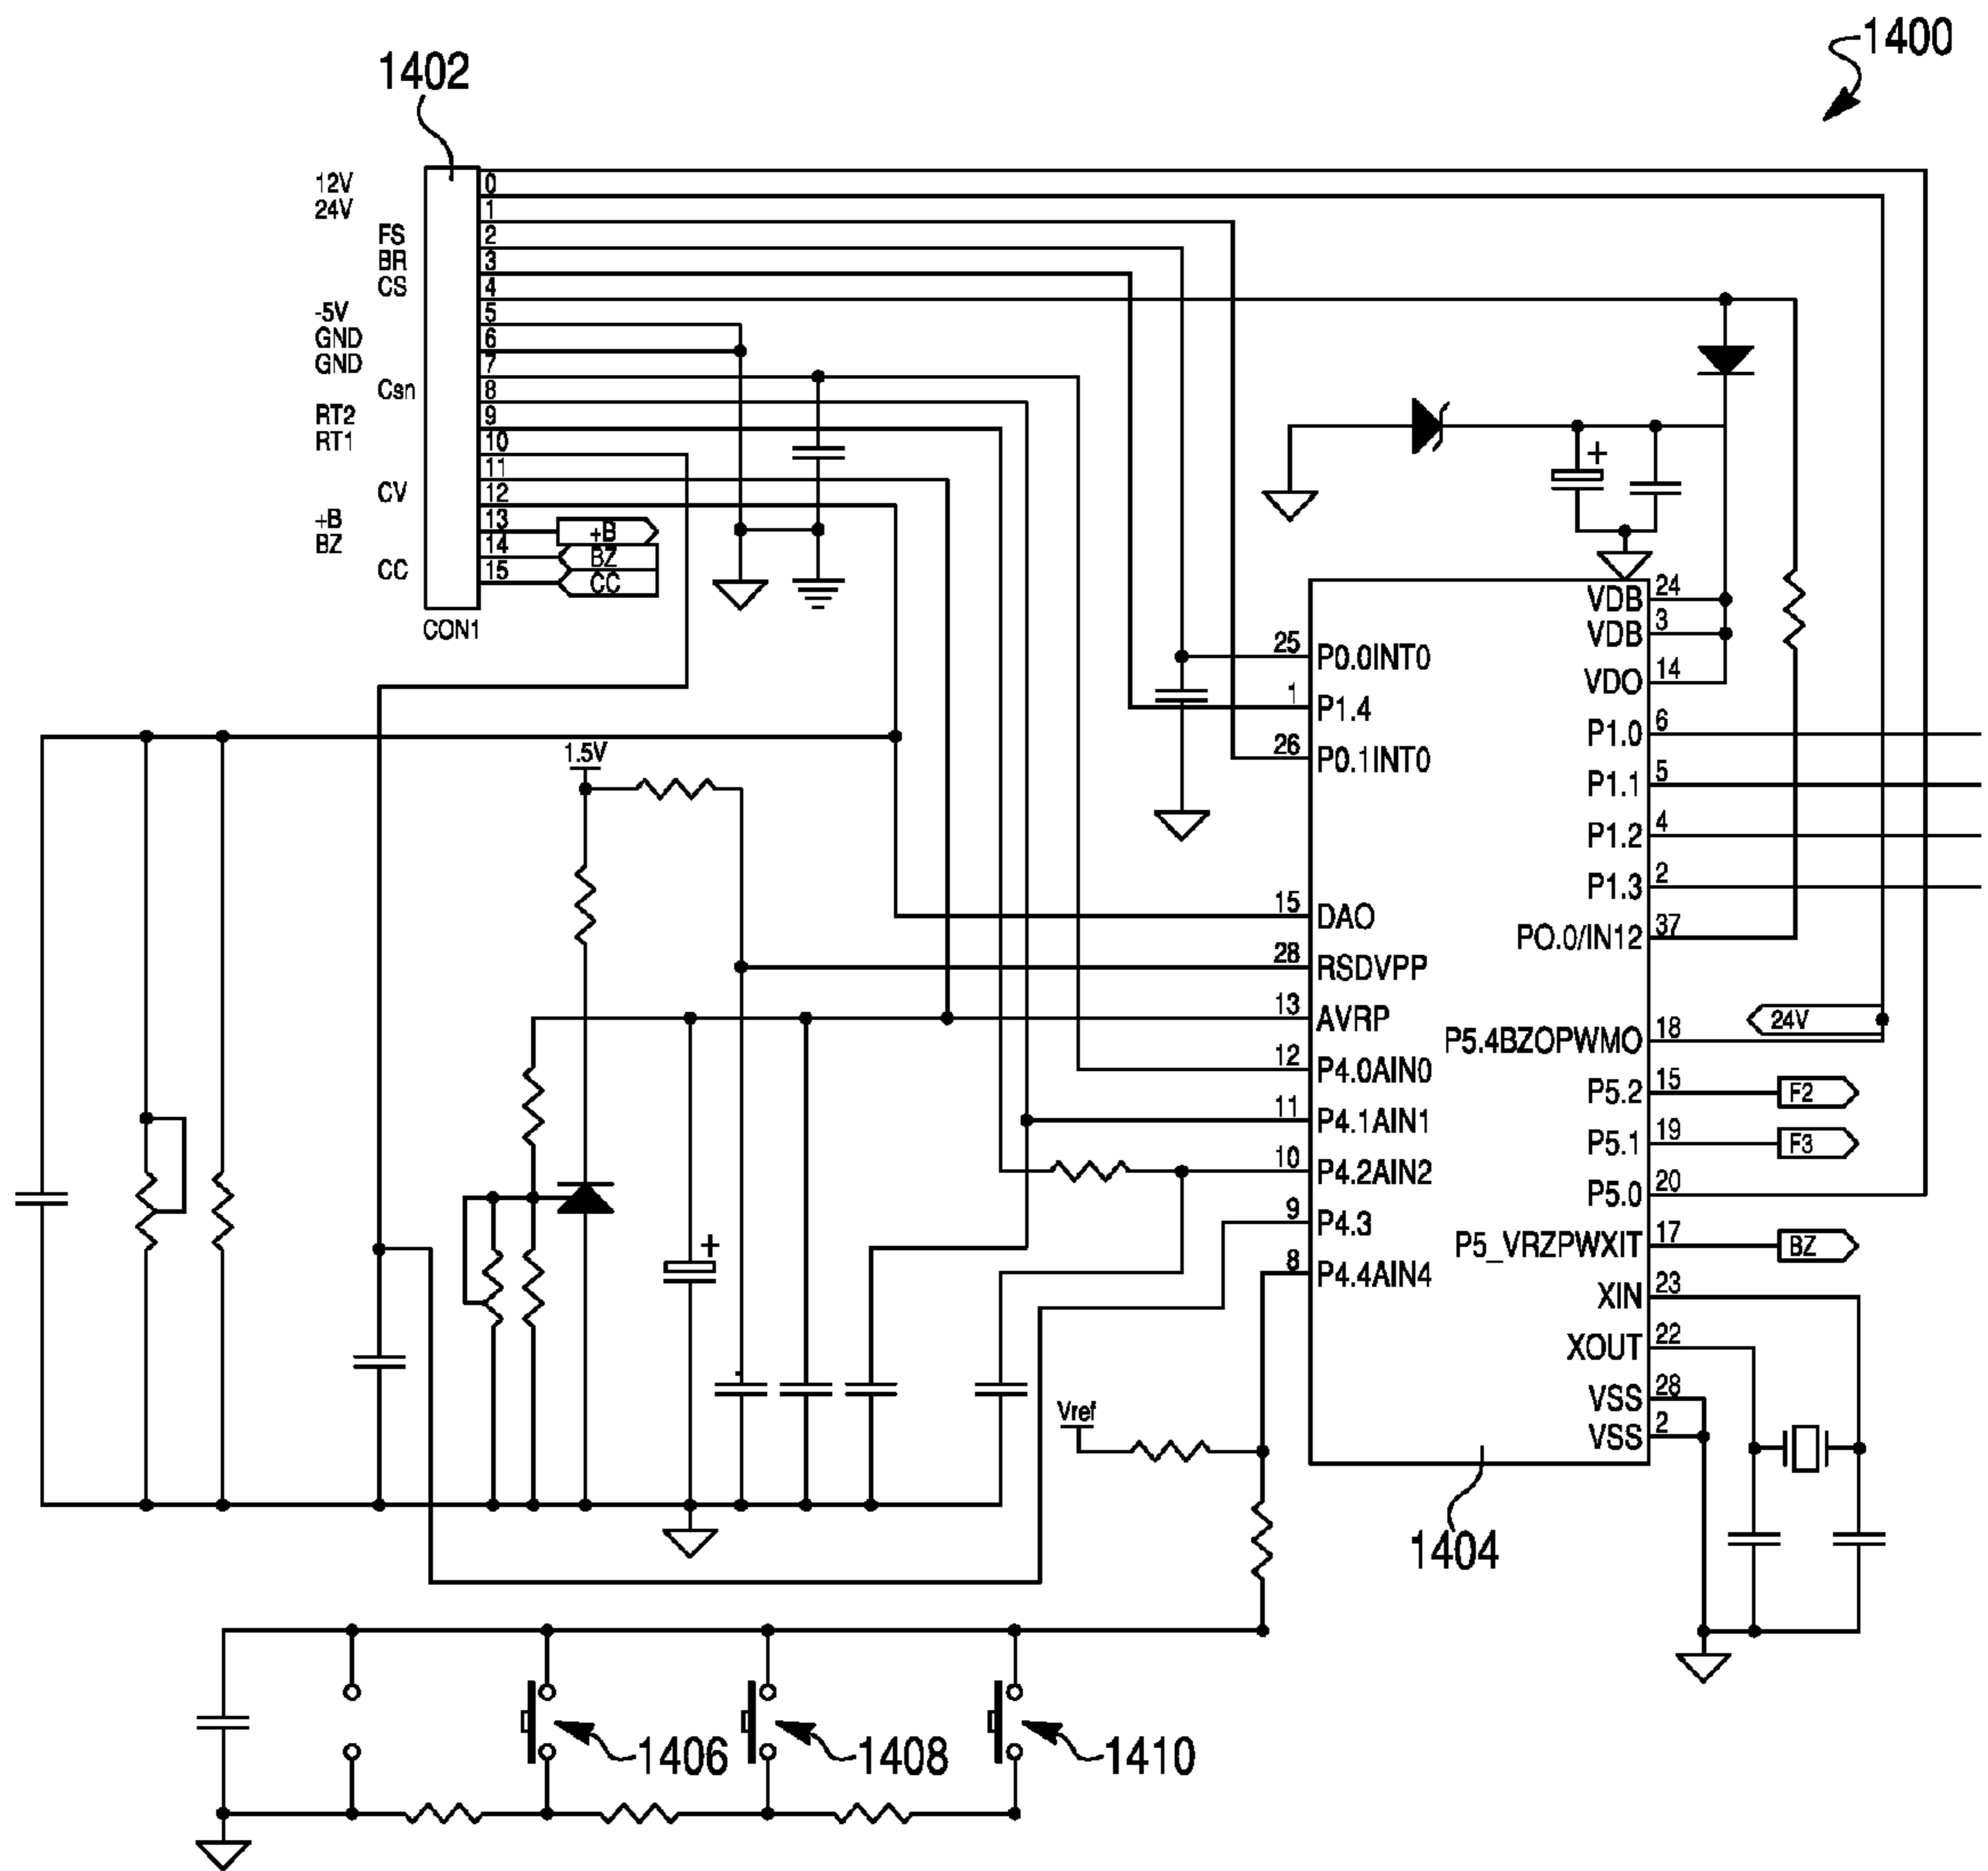 1400
1402
12V
24V
FS
BR
CS
-5V
GND
GND
Csn
RT2
RT1
CV
+B
BZ
CC
0
1
2
3
4
5
6
7
8
9
10
11
12
13
14
15
+B
BZ
CC
CON1
+
1.5V
+
Vref
25 P0.0INT0
1 P1.4
26 P0.1INT0
15 DAO
28 RSDVPP
13 AVRP
12 P4.0AIN0
11 P4.1AIN1
10 P4.2AIN2
9 P4.3
8 P4.4AIN4
VDB 24
VDB 3
VDO 14
P1.0 6
P1.1 5
P1.2 4
P1.3 2
PO.0/IN12 37
24V
P5.4BZOPWMO 18
P5.2 15 F2
P5.1 19 F3
P5.0 20
P5_VRZPWXIT 17 BZ
XIN 23
XOUT 22
VSS 28
VSS 2
1404
1406
1408
1410